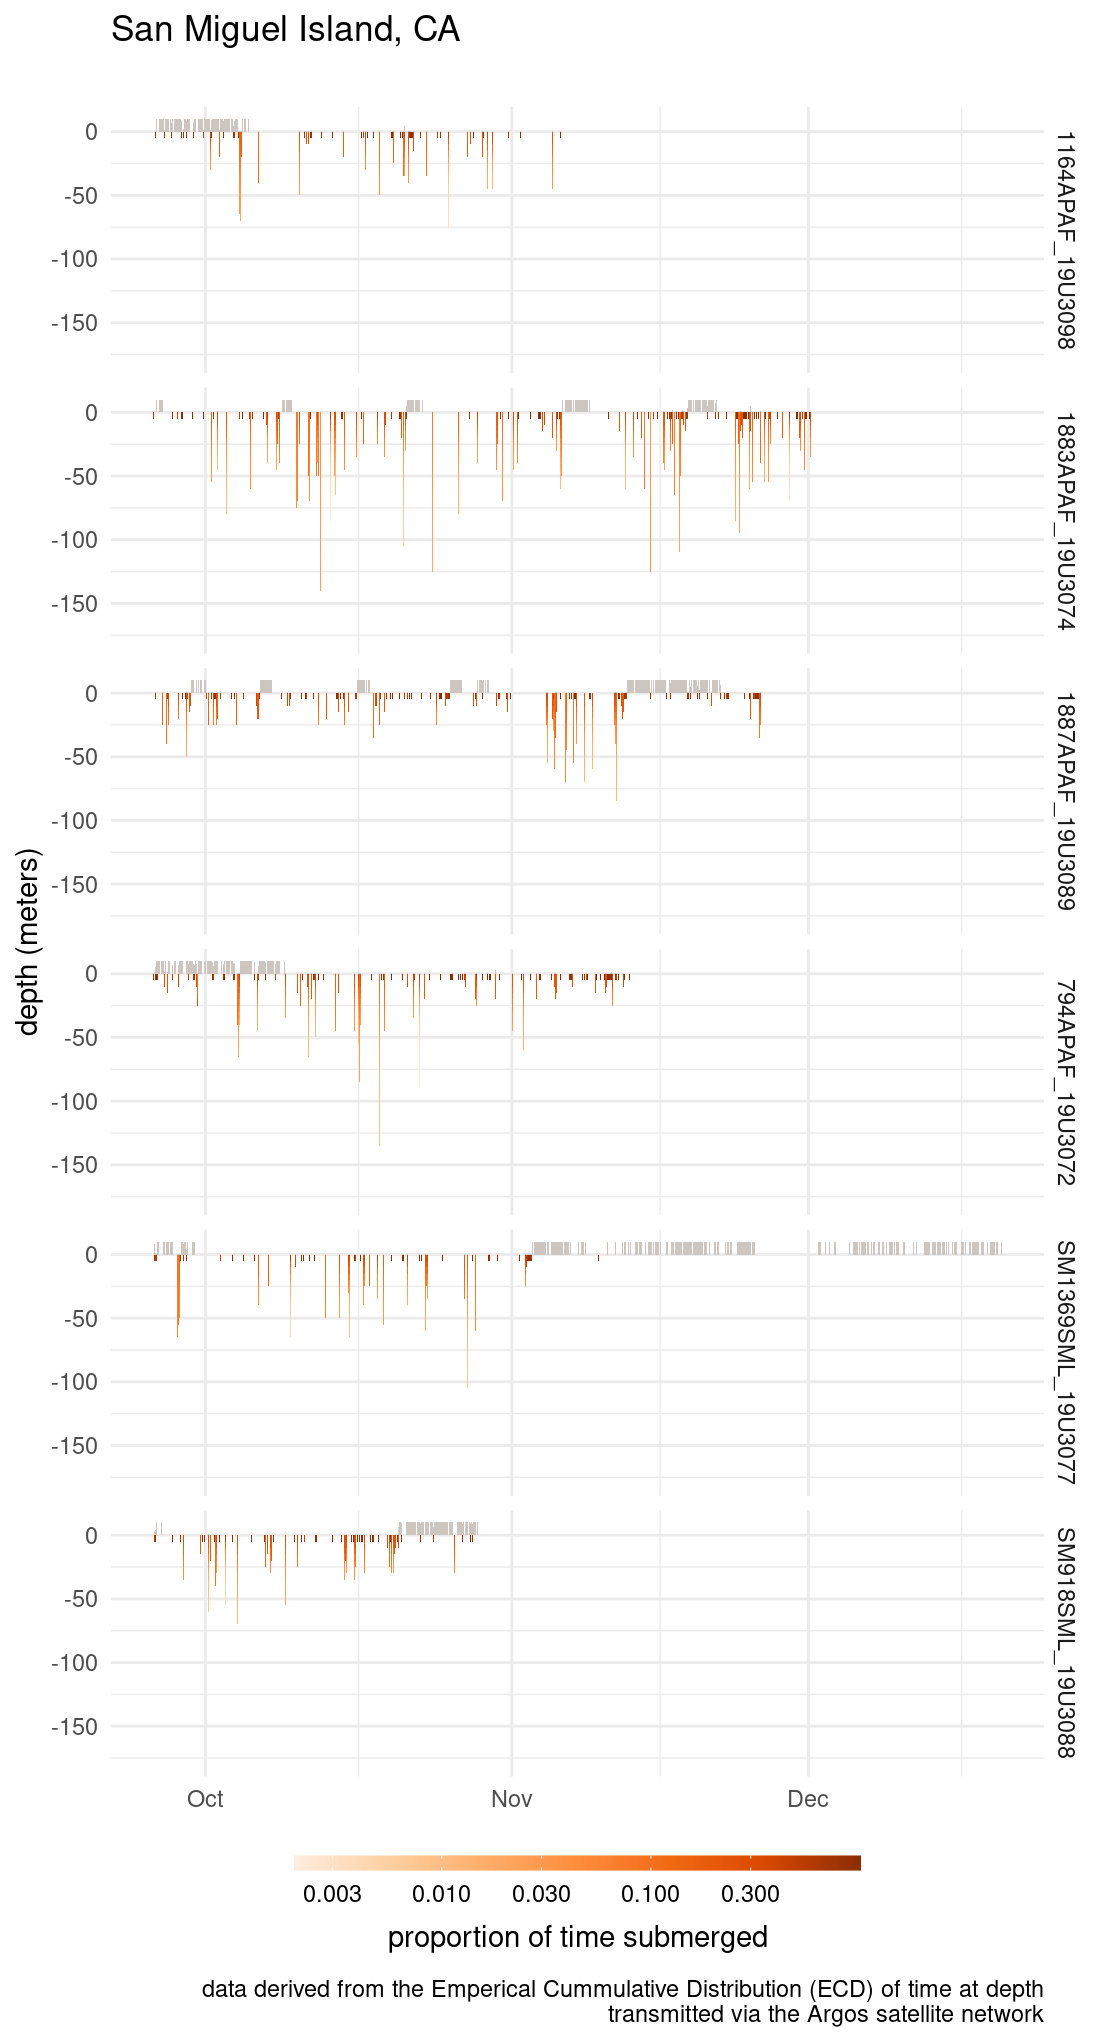 San Miguel Island, CA
0
-50
-100
-150
1164APAF_19U3098
0
-50
-100
-150
1883APAF_19U3074
0
-50
-100
-150
1887APAF_19U3089
depth (meters)
0
-50
-100
-150
794APAF_19U3072
0
-50
-100
-150
SM1369SML_19U3077
0
-50
-100
-150
SM918SML_19U3088
Oct Nov Dec
0.003 0.010 0.030 0.100 0.300
proportion of time submerged
data derived from the Emperical Cummulative Distribution (ECD) of time at depth
transmitted via the Argos satellite network